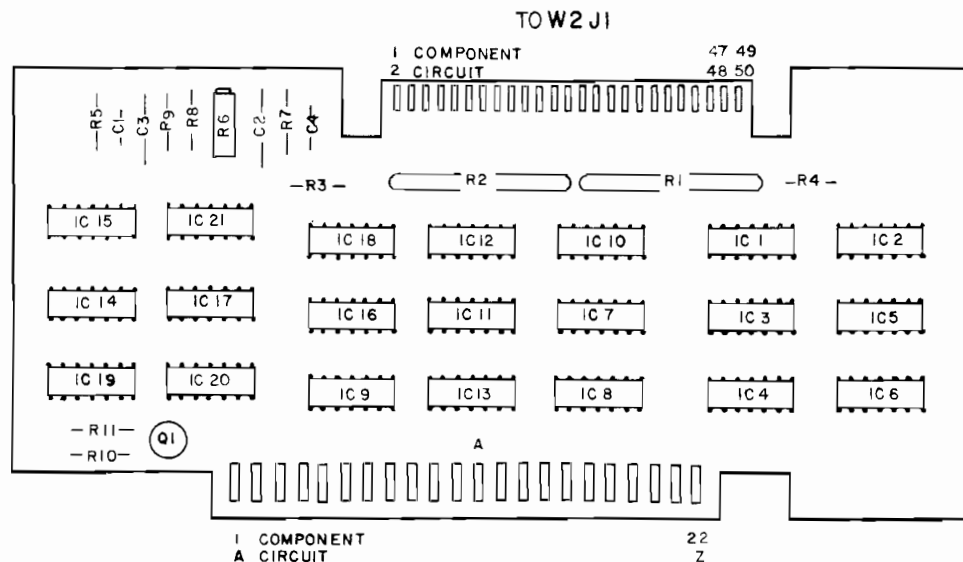 TO W2 J1
1 COMPONENT 47 49
2 CIRCUIT 48 50
R5 C1 C3 R9 R8 R6 C2 R7 C4
R3 R2 R1 R4
IC 15 IC 21
IC 18 IC 12 IC 10 IC 1 IC 2
IC 14 IC 17
IC 16 IC 11 IC 7 IC 3 IC 5
IC 19 IC 20
IC 9 IC 13 IC 8 IC 4 IC 6
R11 Q1
R10
A
1 COMPONENT 22
A CIRCUIT Z